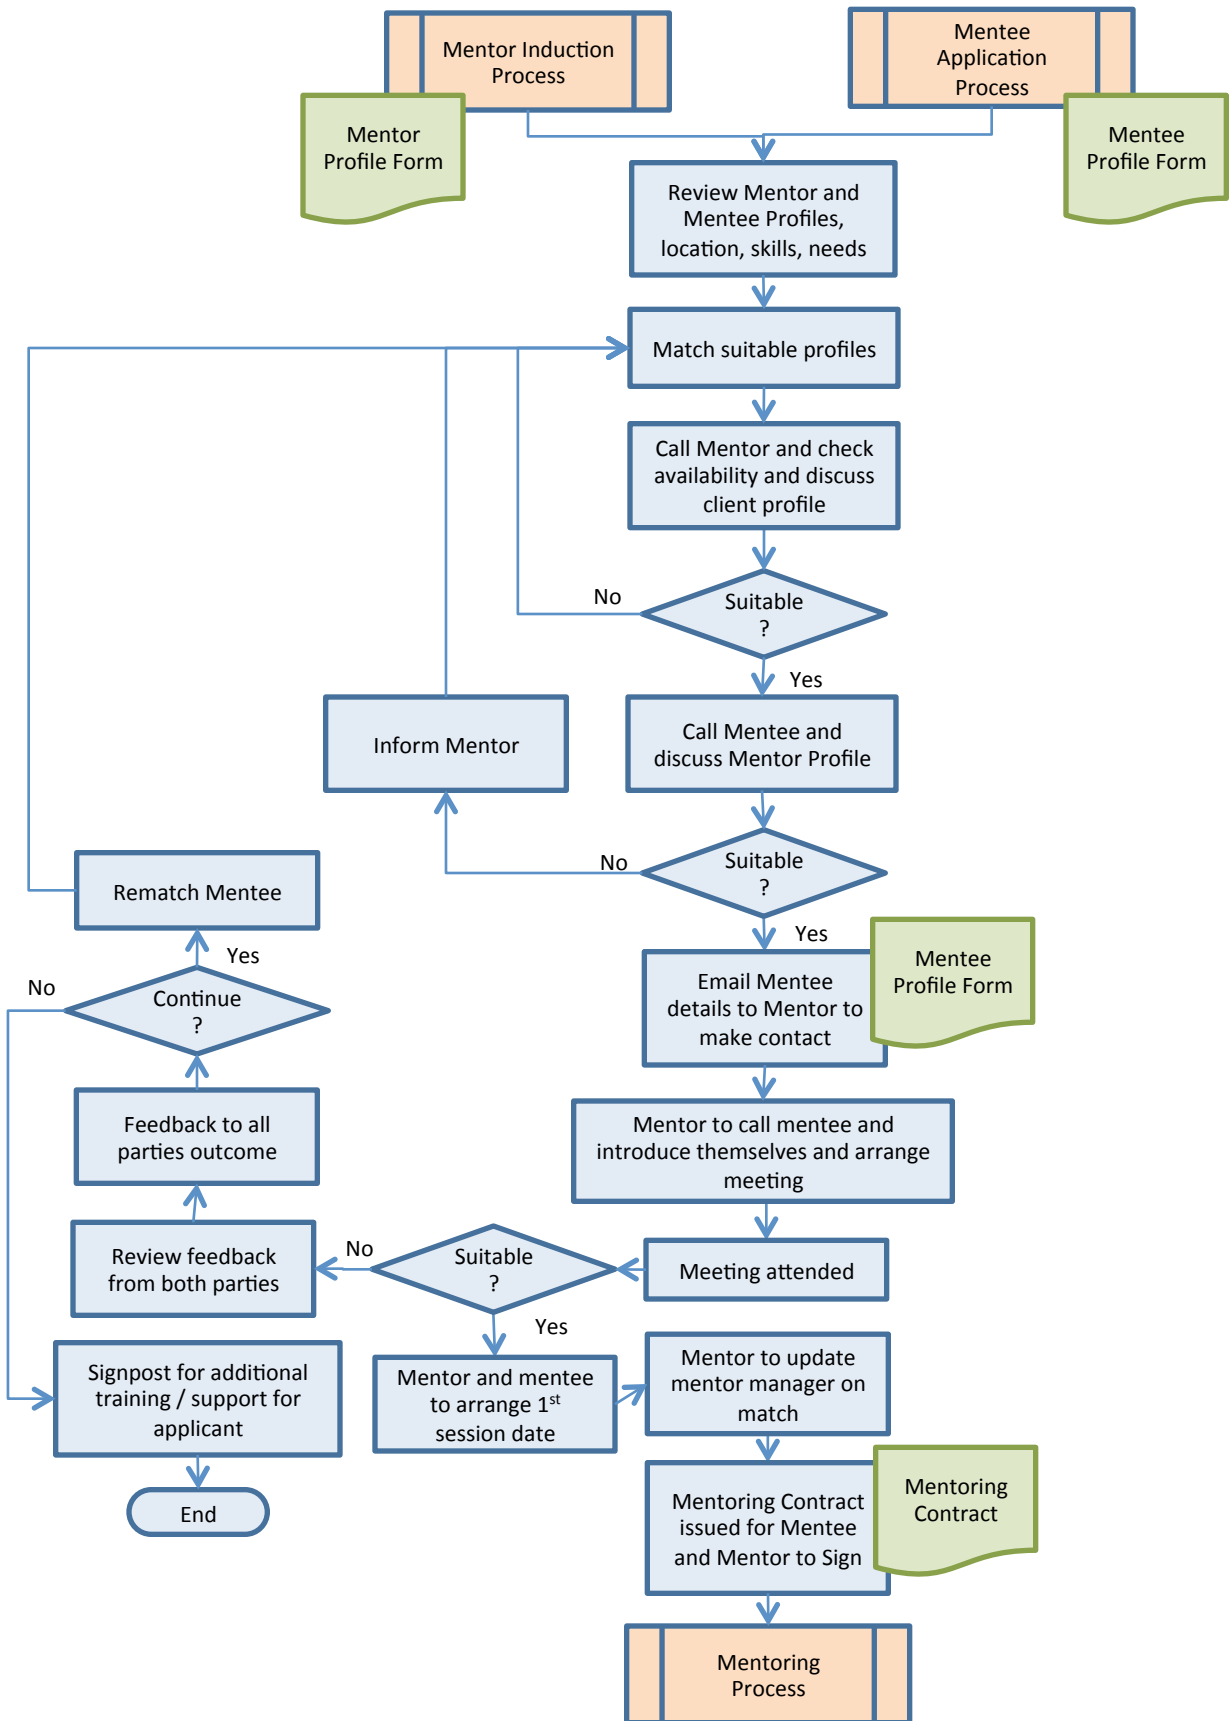 Mentor Induction
Process
Mentee
Application
Process
Mentor
Profile Form
Mentee
Profile Form
Review Mentor and
Mentee Profiles,
location, skills, needs
Match suitable profiles
Call Mentor and check
availability and discuss
client profile
No
Suitable
?
Yes
Inform Mentor
Call Mentee and
discuss Mentor Profile
No
Suitable
?
Yes
Rematch Mentee
Yes
No
Continue
?
Email Mentee
details to Mentor to
make contact
Mentee
Profile Form
Feedback to all
parties outcome
Mentor to call mentee and
introduce themselves and arrange
meeting
Review feedback
from both parties
No
Suitable
?
Meeting attended
Yes
Signpost for additional
training / support for
applicant
Mentor and mentee
to arrange 1st
session date
Mentor to update
mentor manager on
match
End
Mentoring Contract
issued for Mentee
and Mentor to Sign
Mentoring
Contract
Mentoring
Process